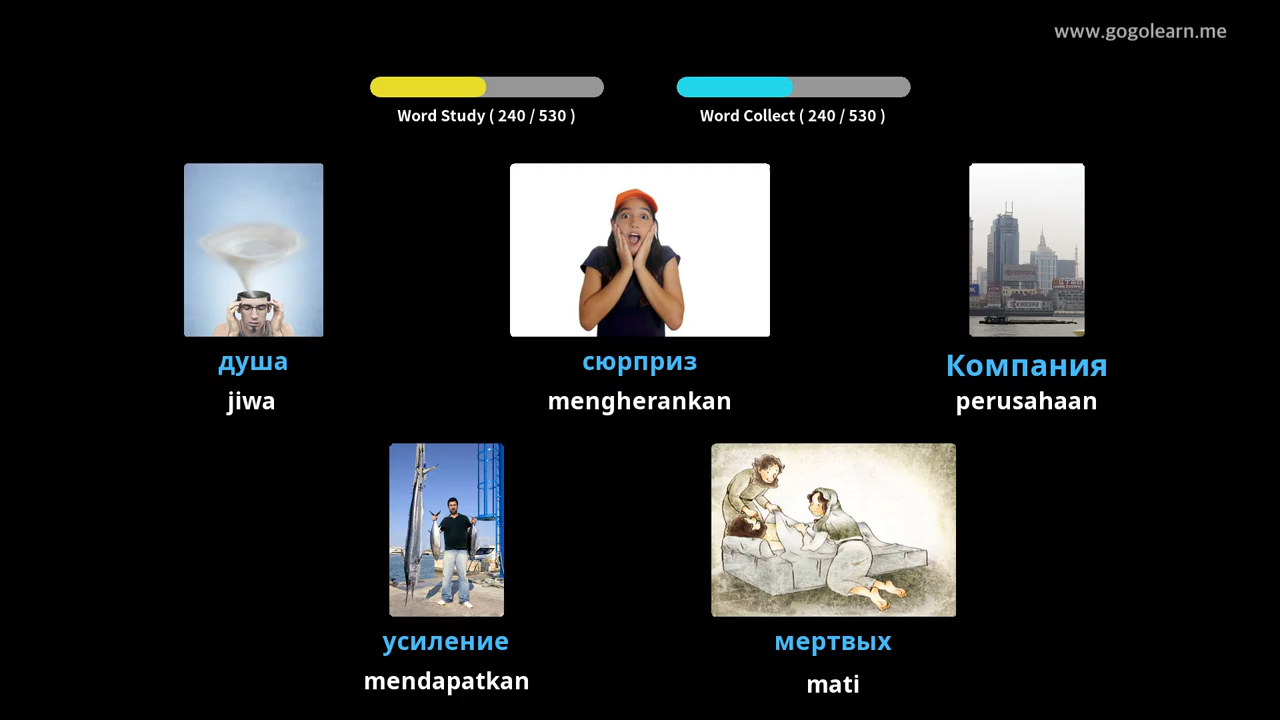 www.gogolearn.me
Word Study ( 240 / 530 )
Word Collect ( 240 / 530 )
TOYOTA
душа
сюрприз
Компания
jiwa
mengherankan
perusahaan
усиление
мертвых
mendapatkan
mati